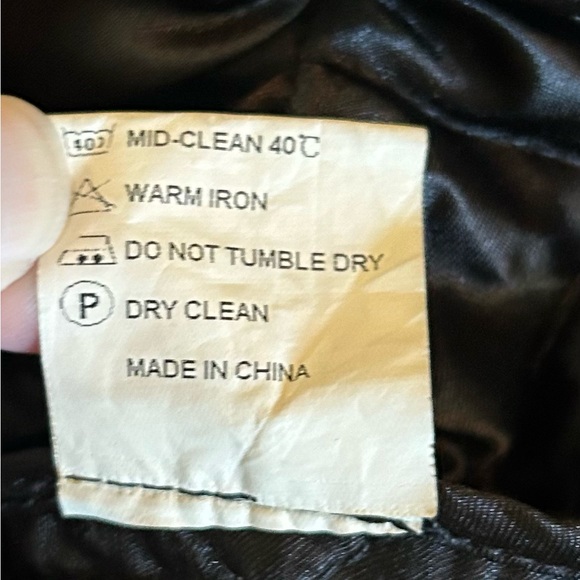 40 MID-CLEAN 40℃
WARM IRON
DO NOT TUMBLE DRY
P DRY CLEAN
MADE IN CHINA